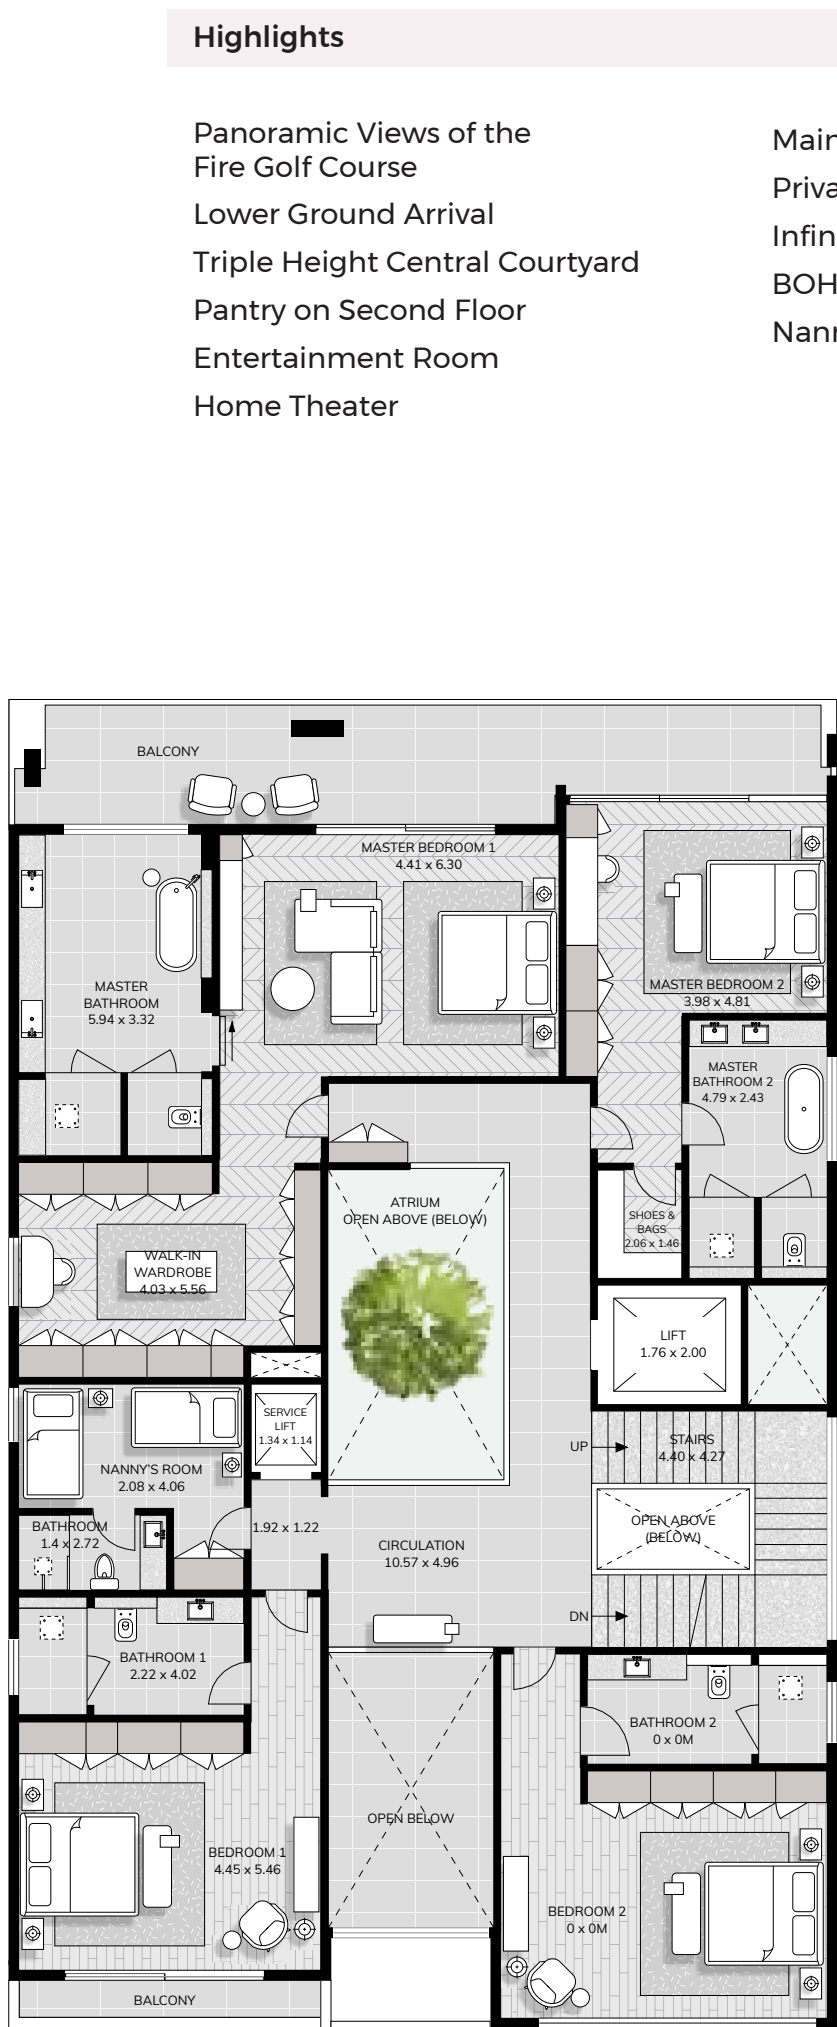 Highlights
Panoramic Views of the
Fire Golf Course
Lower Ground Arrival
Triple Height Central Courtyard
Pantry on Second Floor
Entertainment Room
Home Theater
Main
Priva
Infin
BOH
Nann
BALCONY
MASTER BEDROOM 1
4.41 x 6.30
MASTER
BATHROOM
5.94 x 3.32
MASTER BEDROOM 2
3.98 x 4.81
MASTER
BATHROOM 2
4.79 x 2.43
ATRIUM
OPEN ABOVE (BELOW)
SHOES &
BAGS
2.06 x 1.46
WALK-IN
WARDROBE
4.03 x 5.56
LIFT
1.76 x 2.00
SERVICE
LIFT
1.34 x 1.14
UP
STAIRS
4.40 x 4.27
NANNY'S ROOM
2.08 x 4.06
BATHROOM
1.4 x 2.72
1.92 x 1.22
OPEN ABOVE
(BELOW)
CIRCULATION
10.57 x 4.96
DN
BATHROOM 1
2.22 x 4.02
BATHROOM 2
0 x 0M
OPEN BELOW
BEDROOM 1
4.45 x 5.46
BEDROOM 2
0 x 0M
BALCONY